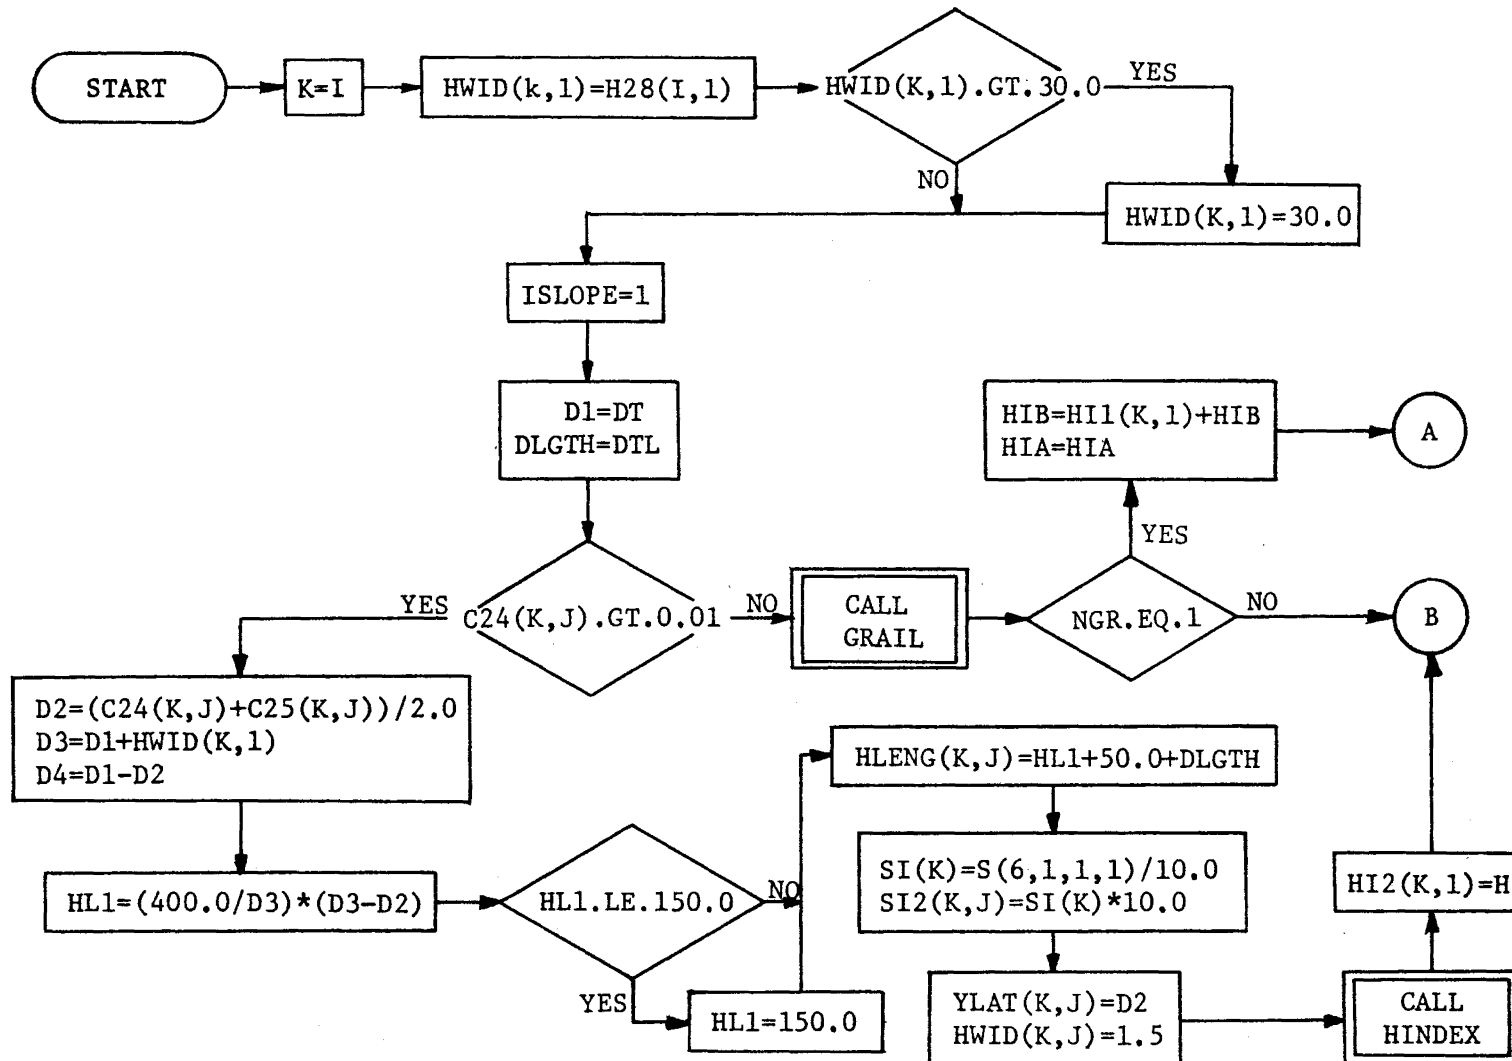 START
K=I
HWID(k,1)=H28(I,1)
HWID(K,1).GT.30.0
YES
NO
HWID(K,1)=30.0
ISLOPE=1
D1=DT
DLGTH=DTL
HIB=HI1(K,1)+HIB
HIA=HIA
A
YES
C24(K,J).GT.0.01
YES
NO
CALL
GRAIL
NGR.EQ.1
NO
B
D2=(C24(K,J)+C25(K,J))/2.0
D3=D1+HWID(K,1)
D4=D1-D2
HLENG(K,J)=HL1+50.0+DLGTH
HL1=(400.0/D3)*(D3-D2)
HL1.LE.150.0
NO
SI(K)=S(6,1,1,1)/10.0
SI2(K,J)=SI(K)*10.0
HI2(K,1)=H
YES
HL1=150.0
YLAT(K,J)=D2
HWID(K,J)=1.5
CALL
HINDEX